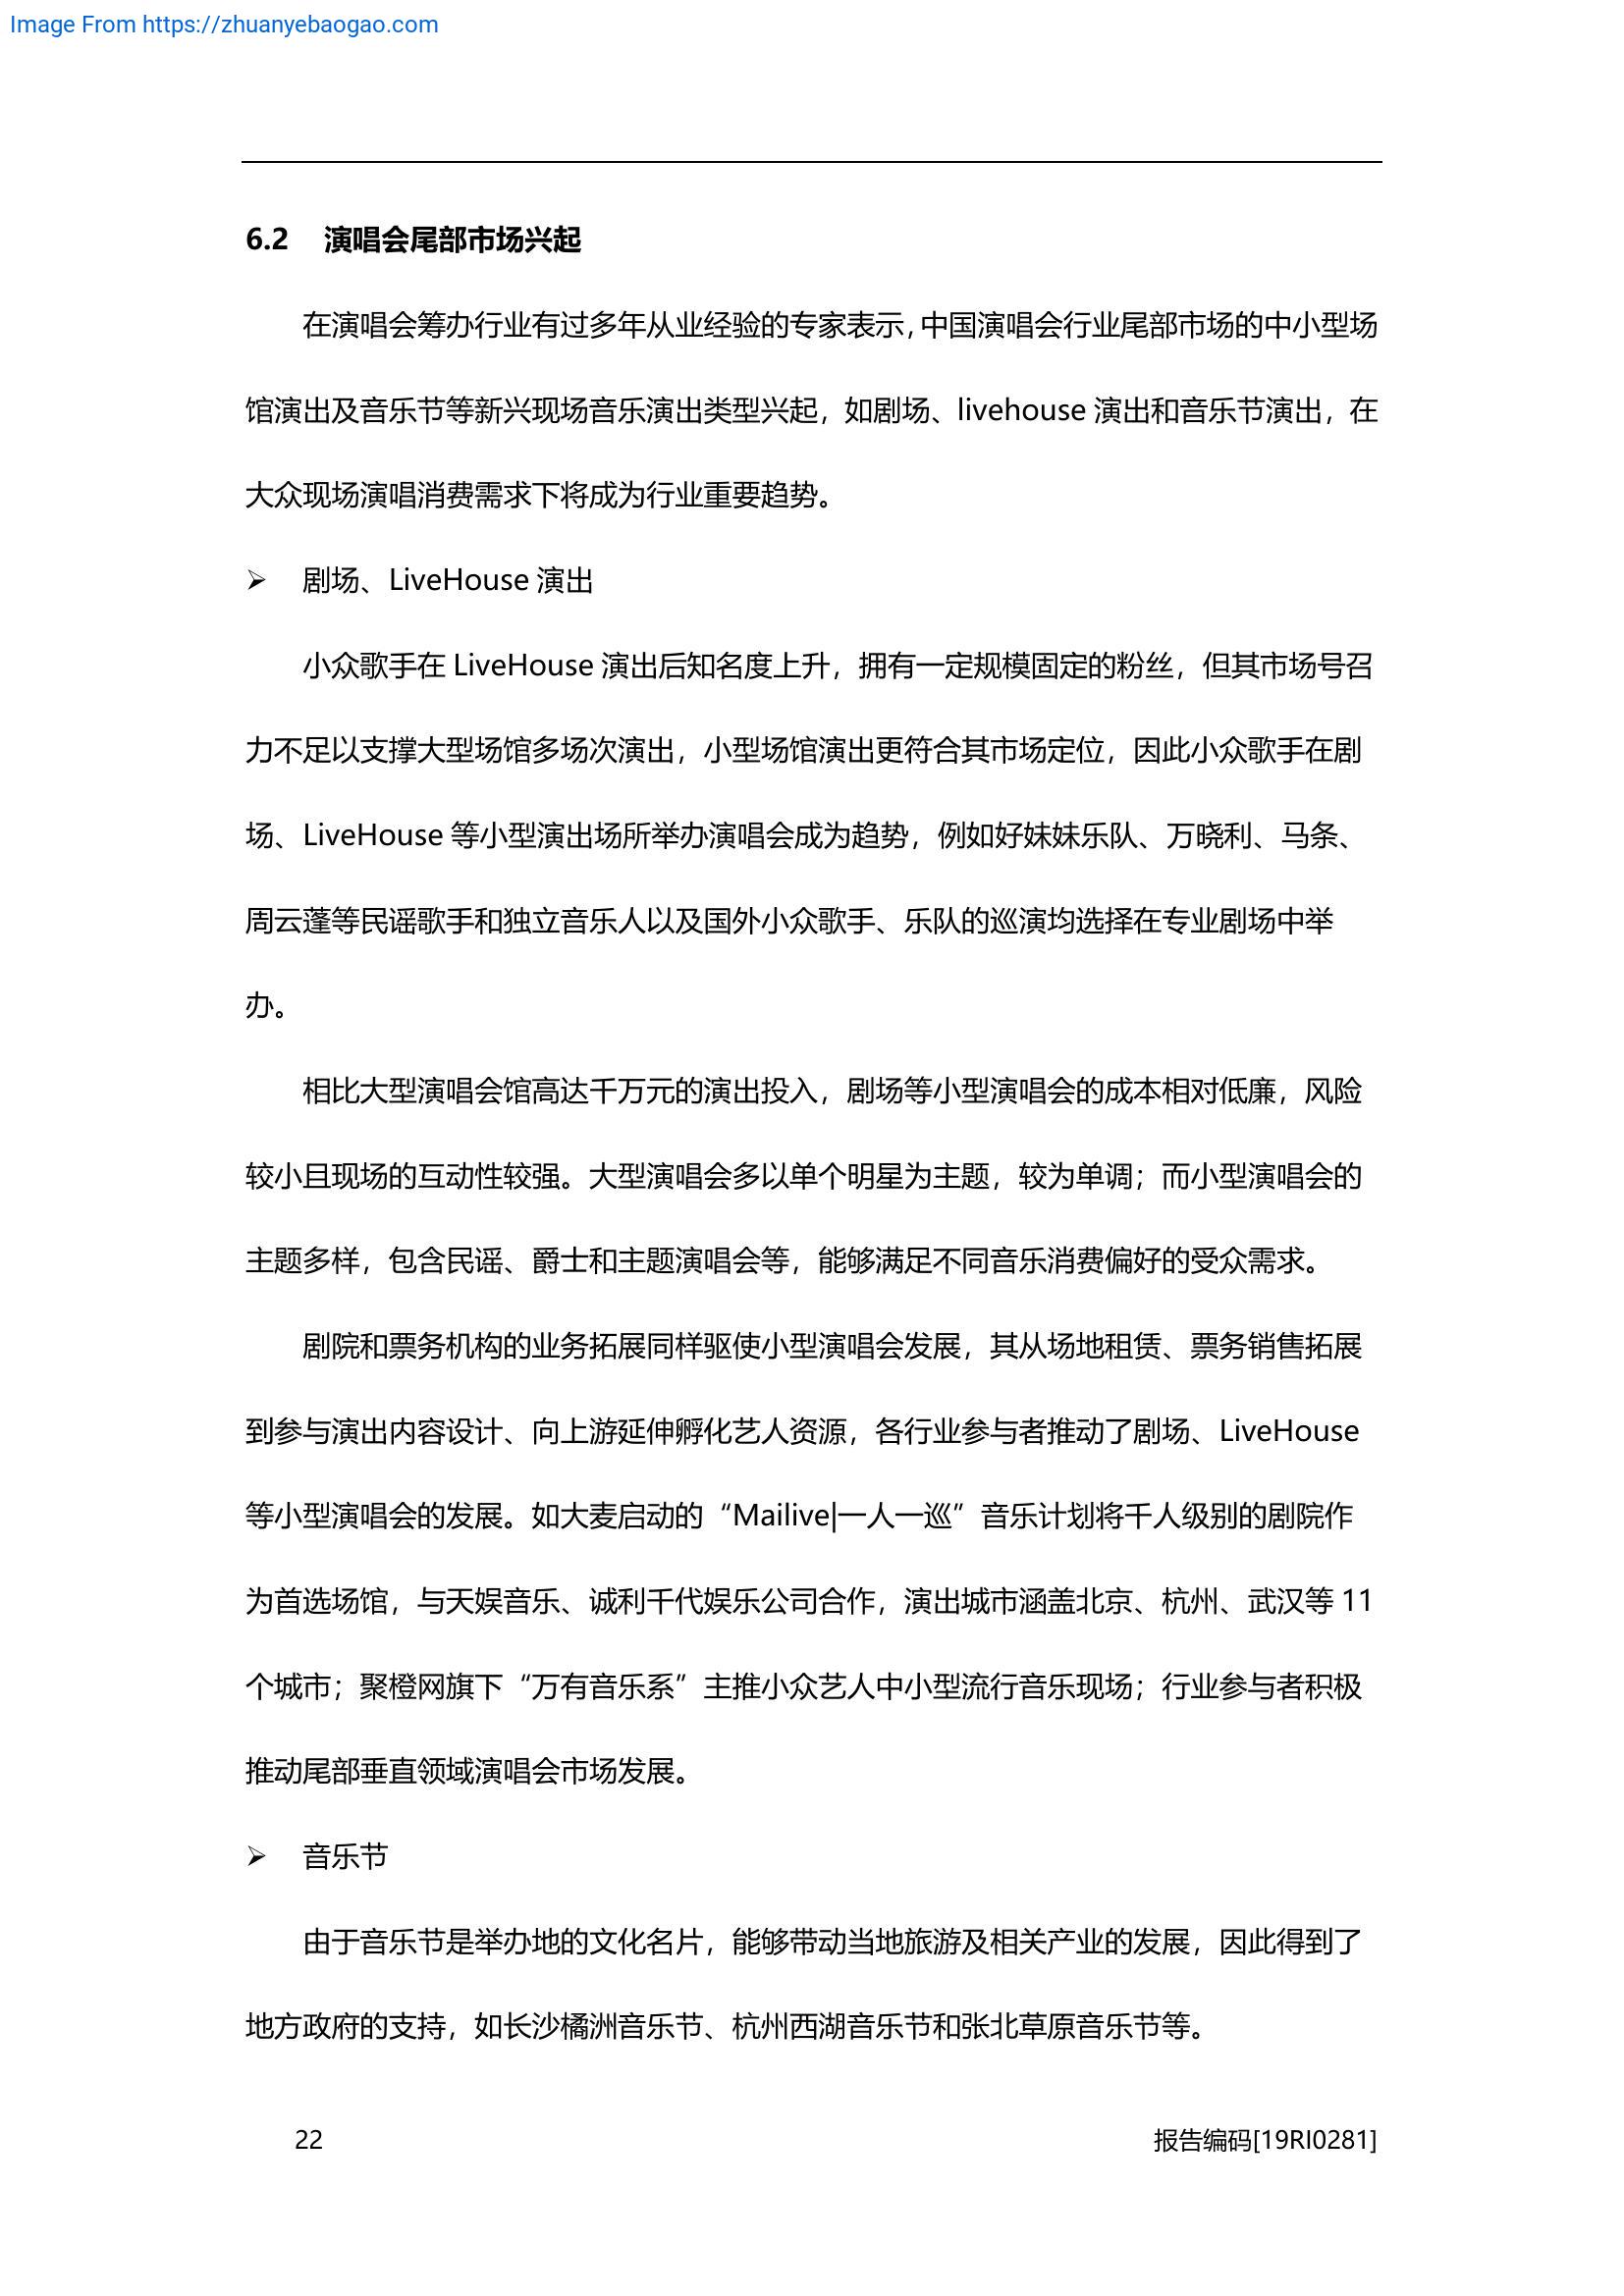 Image From https://zhuanyebaogao.com
6.2 演唱会尾部市场兴起
在演唱会筹办行业有过多年从业经验的专家表示，中国演唱会行业尾部市场的中小型场
馆演出及音乐节等新兴现场音乐演出类型兴起，如剧场、livehouse 演出和音乐节演出，在
大众现场演唱消费需求下将成为行业重要趋势。
➢ 剧场、LiveHouse 演出
小众歌手在 LiveHouse 演出后知名度上升，拥有一定规模固定的粉丝，但其市场号召
力不足以支撑大型场馆多场次演出，小型场馆演出更符合其市场定位，因此小众歌手在剧
场、LiveHouse 等小型演出场所举办演唱会成为趋势，例如好妹妹乐队、万晓利、马条、
周云蓬等民谣歌手和独立音乐人以及国外小众歌手、乐队的巡演均选择在专业剧场中举
办。
相比大型演唱会馆高达千万元的演出投入，剧场等小型演唱会的成本相对低廉，风险
较小且现场的互动性较强。大型演唱会多以单个明星为主题，较为单调；而小型演唱会的
主题多样，包含民谣、爵士和主题演唱会等，能够满足不同音乐消费偏好的受众需求。
剧院和票务机构的业务拓展同样驱使小型演唱会发展，其从场地租赁、票务销售拓展
到参与演出内容设计、向上游延伸孵化艺人资源，各行业参与者推动了剧场、LiveHouse
等小型演唱会的发展。如大麦启动的“Mailive|一人一巡”音乐计划将千人级别的剧院作
为首选场馆，与天娱音乐、诚利千代娱乐公司合作，演出城市涵盖北京、杭州、武汉等 11
个城市；聚橙网旗下“万有音乐系”主推小众艺人中小型流行音乐现场；行业参与者积极
推动尾部垂直领域演唱会市场发展。
➢ 音乐节
由于音乐节是举办地的文化名片，能够带动当地旅游及相关产业的发展，因此得到了
地方政府的支持，如长沙橘洲音乐节、杭州西湖音乐节和张北草原音乐节等。
22 报告编码[19RI0281]